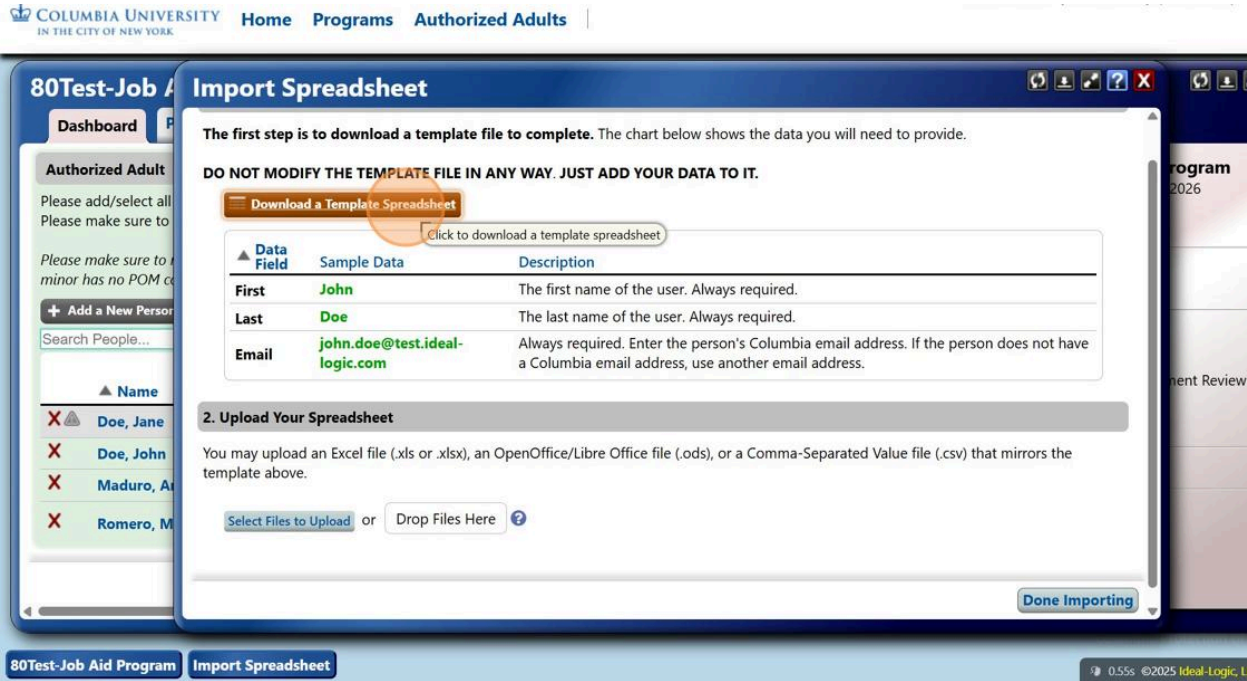 COLUMBIA UNIVERSITY
IN THE CITY OF NEW YORK
Home Programs Authorized Adults
80Test-Job A
Import Spreadsheet
Dashboard P
The first step is to download a template file to complete. The chart below shows the data you will need to provide.
Authorized Adult
DO NOT MODIFY THE TEMPLATE FILE IN ANY WAY. JUST ADD YOUR DATA TO IT.
rogram
2026
Please add/select all
Please make sure to
Download a Template Spreadsheet
Click to download a template spreadsheet
Please make sure to
minor has no POM co
Data Field Sample Data Description
First John The first name of the user. Always required.
+ Add a New Person
Last Doe The last name of the user. Always required.
Search People...
Email john.doe@test.ideal-logic.com Always required. Enter the person's Columbia email address. If the person does not have
a Columbia email address, use another email address.
ment Review
Name
2. Upload Your Spreadsheet
X Doe, Jane
You may upload an Excel file (.xls or .xlsx), an OpenOffice/Libre Office file (.ods), or a Comma-Separated Value file (.csv) that mirrors the
template above.
X Doe, John
X Maduro, A
X Romero, M
Select Files to Upload or Drop Files Here ?
Done Importing
80Test-Job Aid Program Import Spreadsheet
0.55s ©2025 Ideal-Logic, L